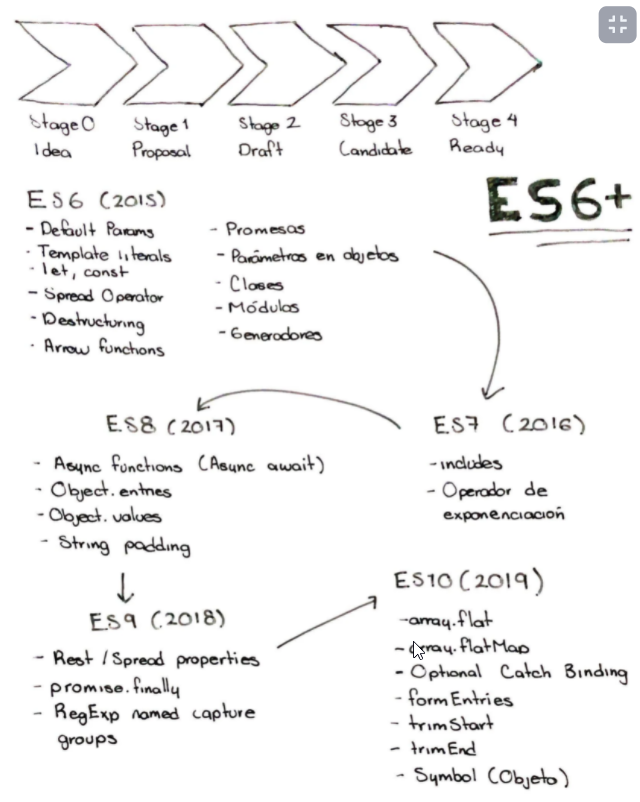 Stage 0
Idea
Stage 1
Proposal
Stage 2
Draft
Stage 3
Candidate
Stage 4
Ready
ES6+
ES6 (2015)
- Default Params
- Template literals
- let, const
- Spread Operator
- Destructuring
- Arrow functions
- Promesas
- Parámetros en objetos
- Clases
- Módulos
- Generadores
ES7 (2016)
- includes
- Operador de
exponenciación
ES8 (2017)
- Async functions (Async await)
- Object.entries
- Object.values
- String padding
ES9 (2018)
- Rest / Spread properties
- promise.finally
- RegExp named capture
groups
ES10 (2019)
- array.flat
- array.flatMap
- Optional Catch Binding
- formEntries
- trimStart
- trimEnd
- Symbol (Objeto)